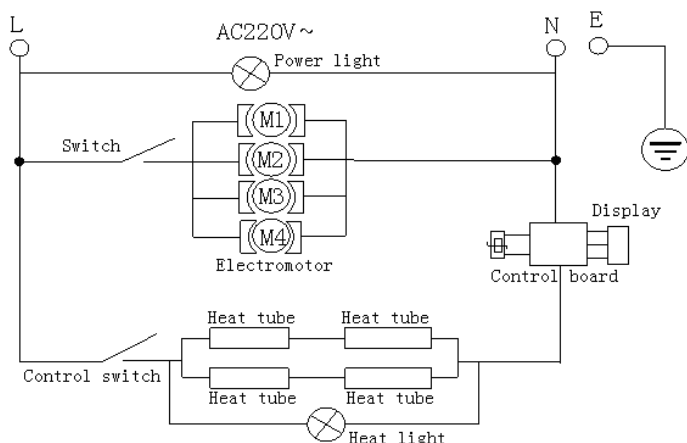 L
AC220V~
N
E
Power light
M1
Switch
M2
M3
Display
M4
Electromotor
Control board
Heat tube
Heat tube
Control switch
Heat tube
Heat tube
Heat light